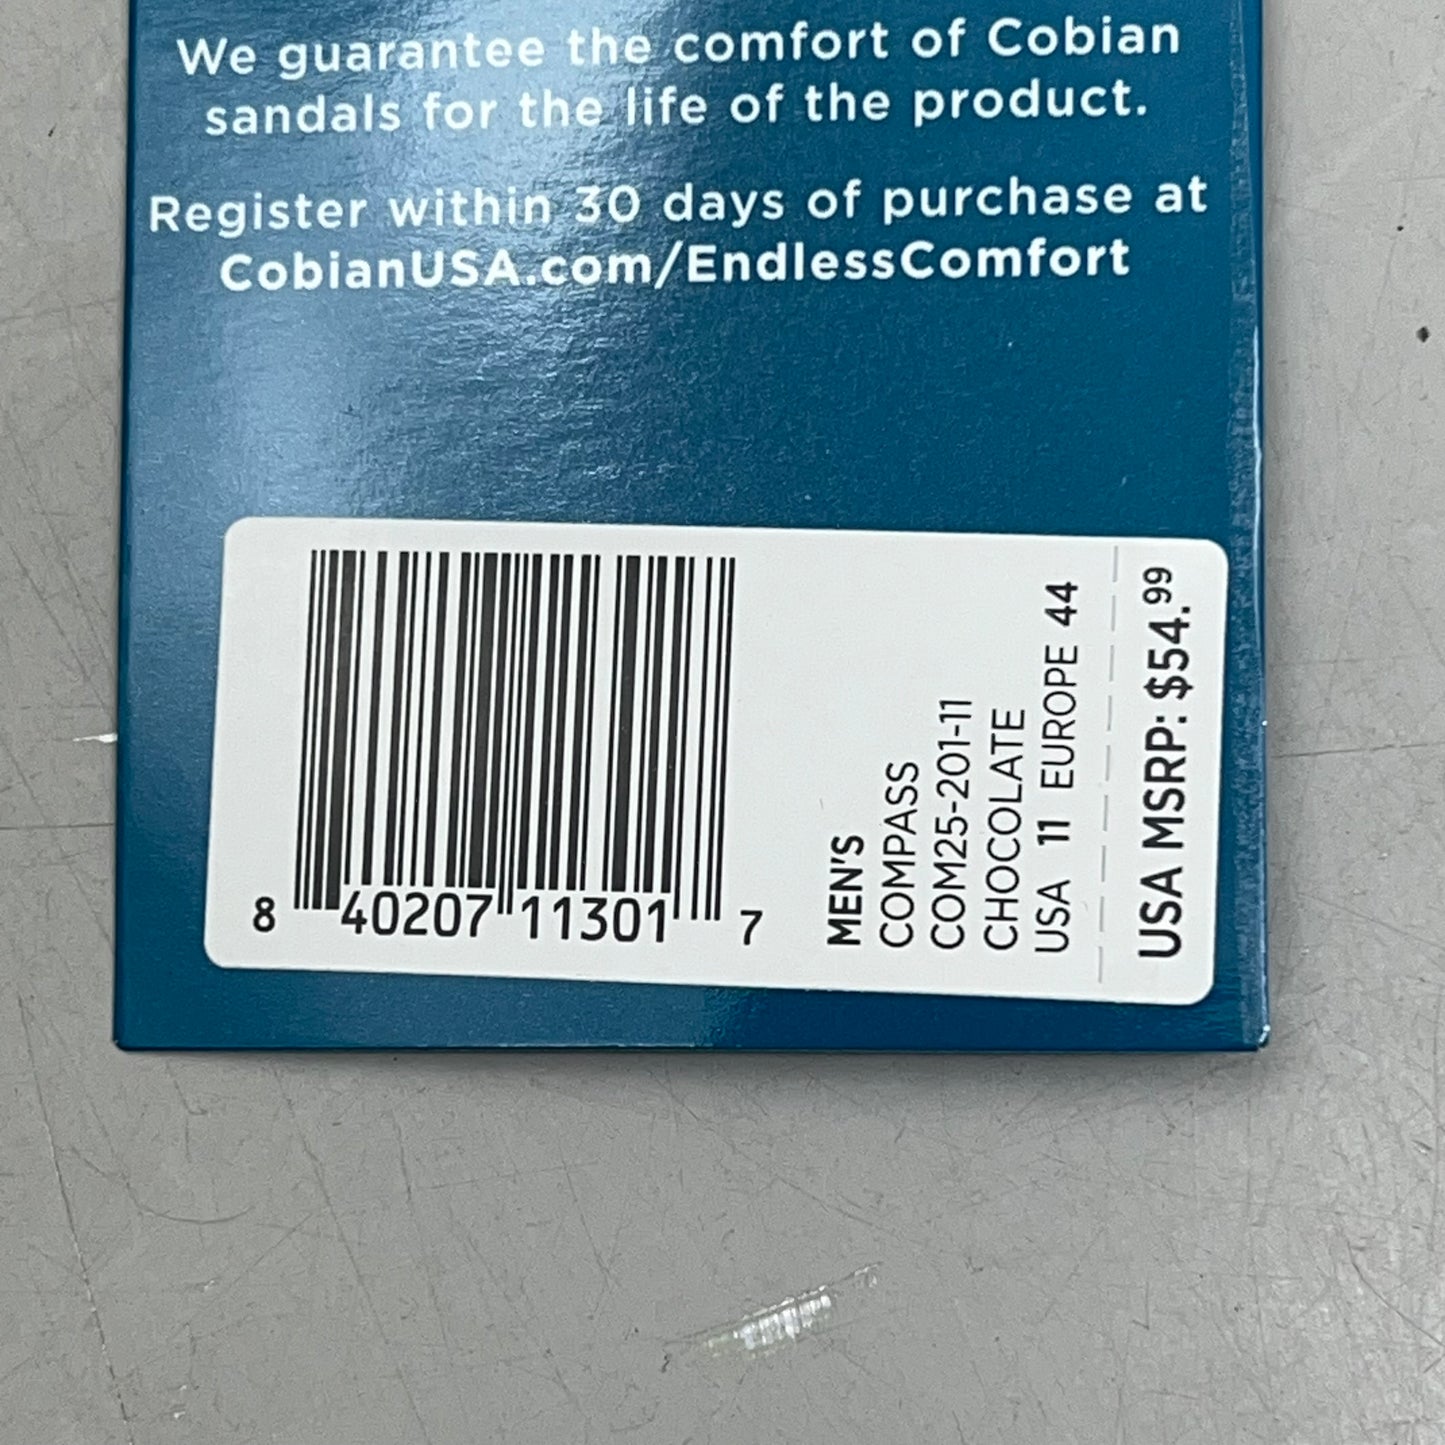 We guarantee the comfort of Cobian
sandals for the life of the product.
Register within 30 days of purchase at
CobianUSA.com/EndlessComfort
8 40207 11301 7
MEN'S
COMPASS
COM25-201-11
CHOCOLATE
USA 11 EUROPE 44
USA MSRP: $54.99